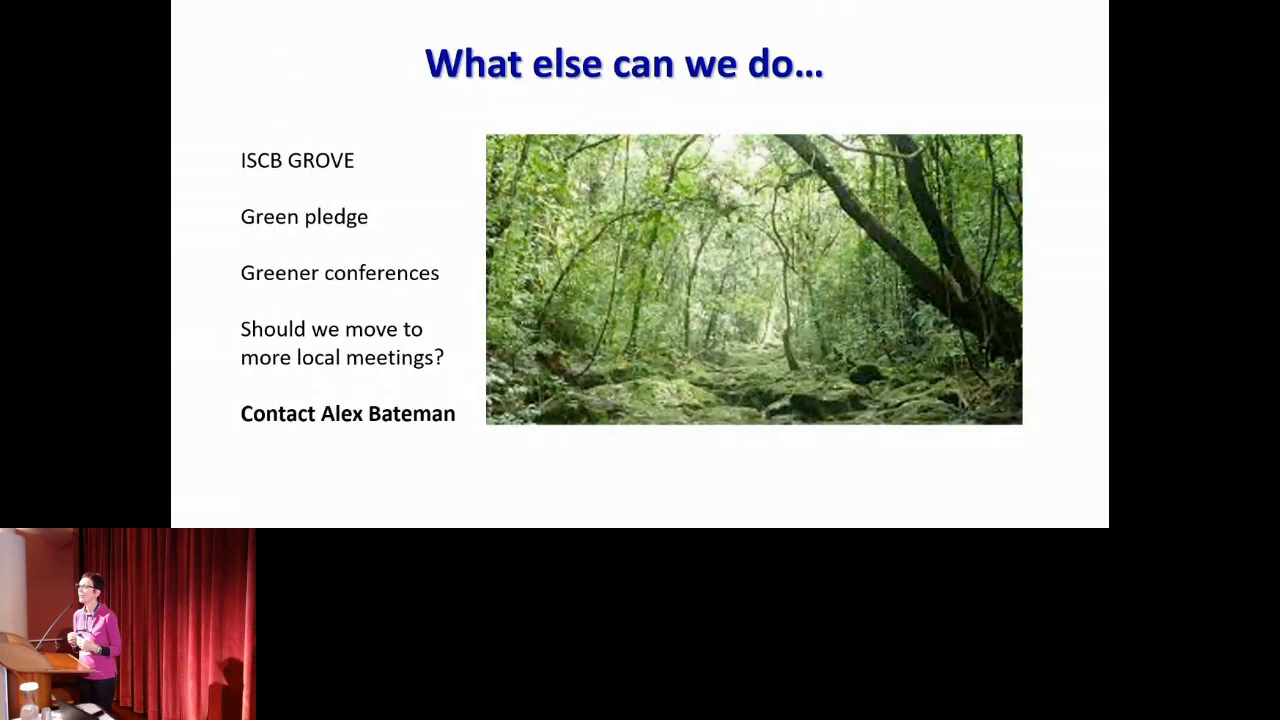 What else can we do...
ISCB GROVE
Green pledge
Greener conferences
Should we move to
more local meetings?
Contact Alex Bateman